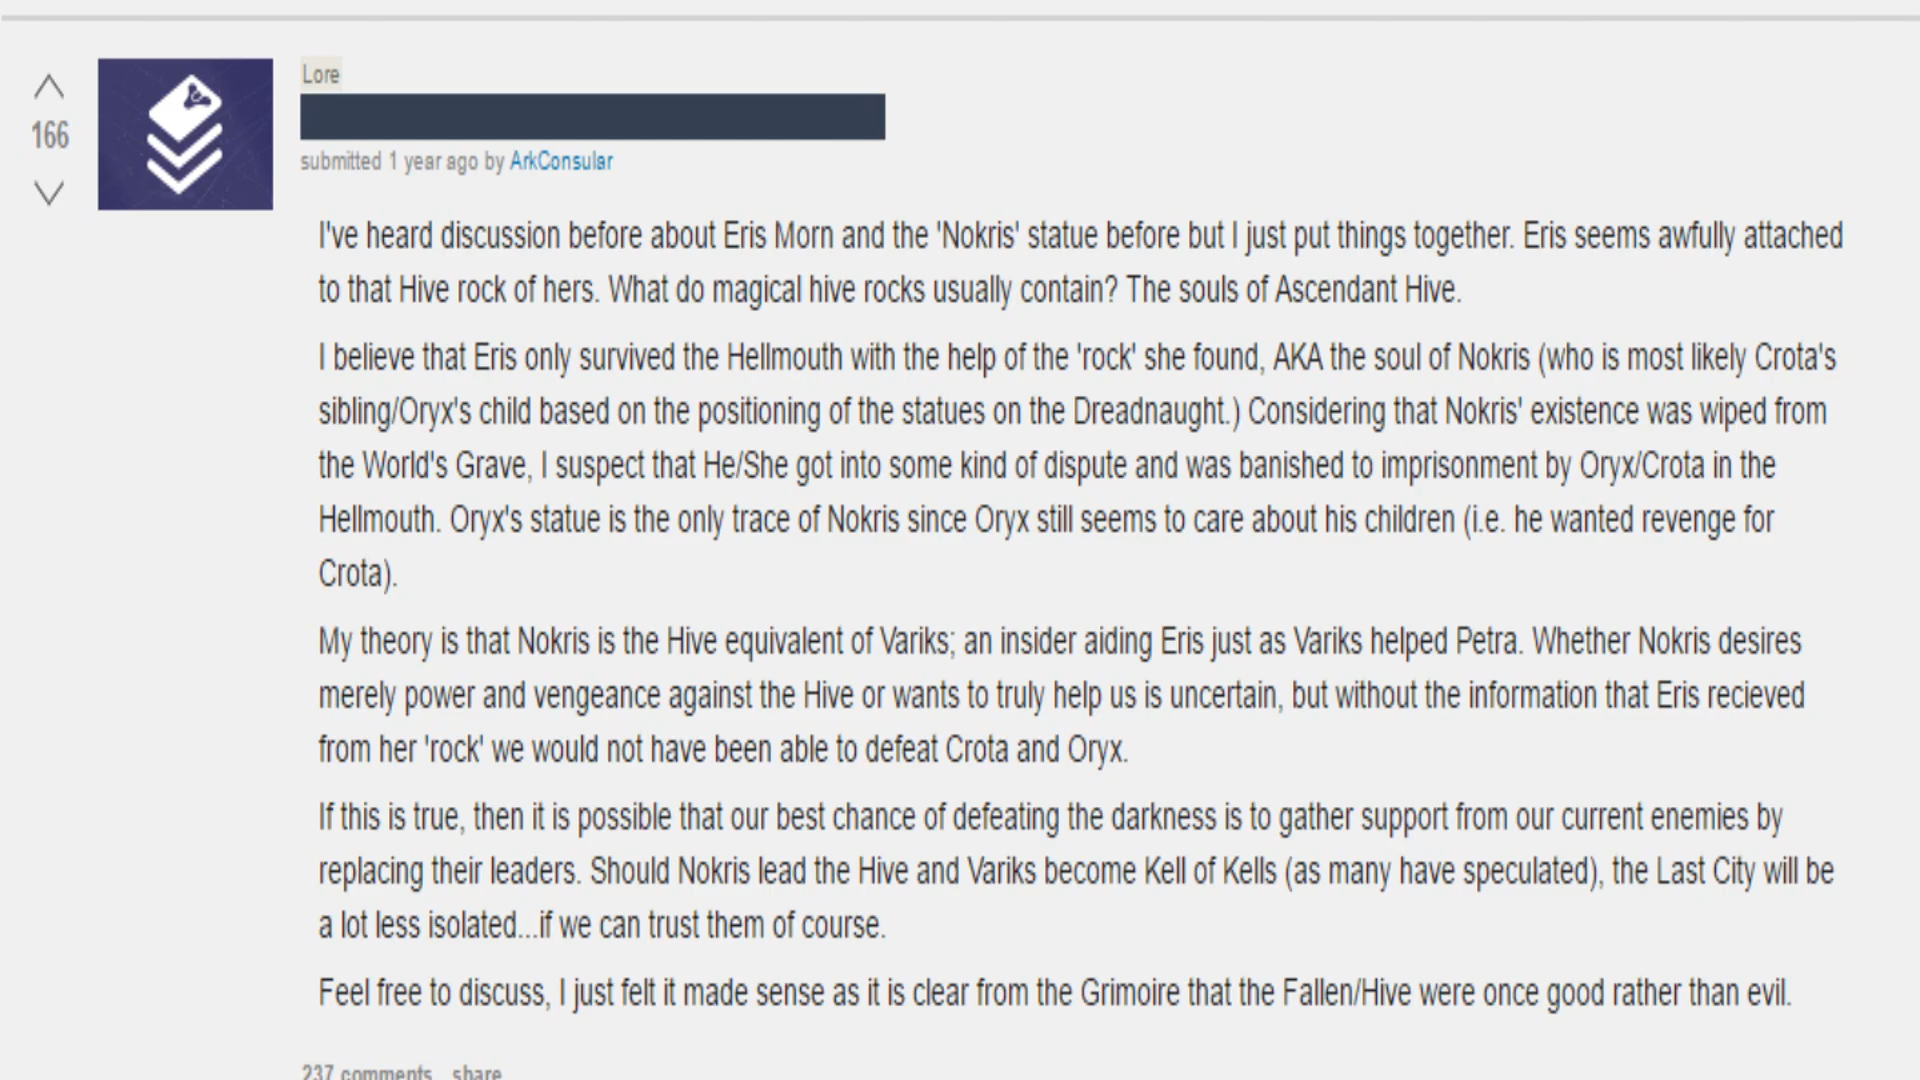 Lore
166
submitted 1 year ago by ArkConsular
I've heard discussion before about Eris Morn and the 'Nokris' statue before but I just put things together. Eris seems awfully attached
to that Hive rock of hers. What do magical hive rocks usually contain? The souls of Ascendant Hive.
I believe that Eris only survived the Hellmouth with the help of the 'rock' she found, AKA the soul of Nokris (who is most likely Crota's
sibling/Oryx's child based on the positioning of the statues on the Dreadnaught.) Considering that Nokris' existence was wiped from
the World's Grave, I suspect that He/She got into some kind of dispute and was banished to imprisonment by Oryx/Crota in the
Hellmouth. Oryx's statue is the only trace of Nokris since Oryx still seems to care about his children (i.e. he wanted revenge for
Crota).
My theory is that Nokris is the Hive equivalent of Variks; an insider aiding Eris just as Variks helped Petra. Whether Nokris desires
merely power and vengeance against the Hive or wants to truly help us is uncertain, but without the information that Eris recieved
from her 'rock' we would not have been able to defeat Crota and Oryx.
If this is true, then it is possible that our best chance of defeating the darkness is to gather support from our current enemies by
replacing their leaders. Should Nokris lead the Hive and Variks become Kell of Kells (as many have speculated), the Last City will be
a lot less isolated...if we can trust them of course.
Feel free to discuss, I just felt it made sense as it is clear from the Grimoire that the Fallen/Hive were once good rather than evil.
237 comments share